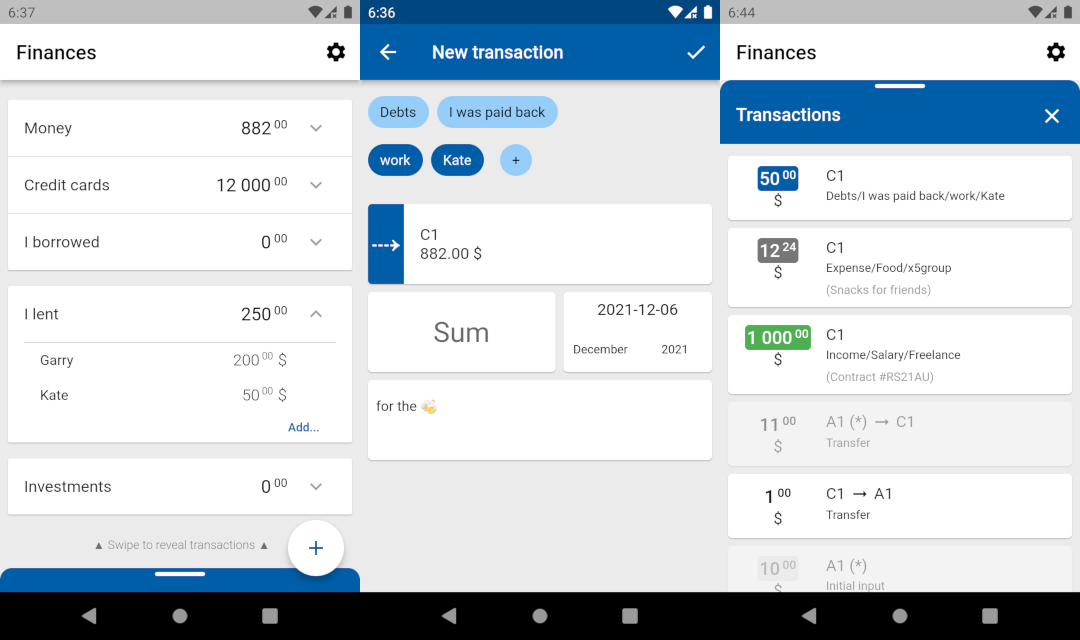 6:37
Finances
Money 882 00
Credit cards 12 000 00
I borrowed 0 00
I lent 250 00
Garry 200 00 $
Kate 50 00 $
Add...
Investments 0 00
▲ Swipe to reveal transactions ▲
+
6:36
New transaction
Debts I was paid back
work Kate +
C1
882.00 $
Sum
2021-12-06
December 2021
for the 🍻
6:44
Finances
Transactions
50 00 $
C1
Debts/I was paid back/work/Kate
12 24 $
C1
Expense/Food/x5group
(Snacks for friends)
1 000 00 $
C1
Income/Salary/Freelance
(Contract #RS21AU)
11 00 $
A1 (*) → C1
Transfer
1 00 $
C1 → A1
Transfer
10 00 $
A1 (*)
Initial input